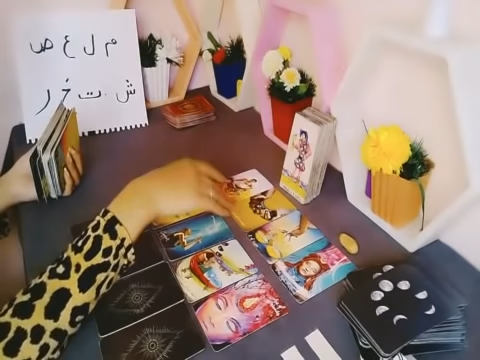 م ل ع ص
ش ت خ ر